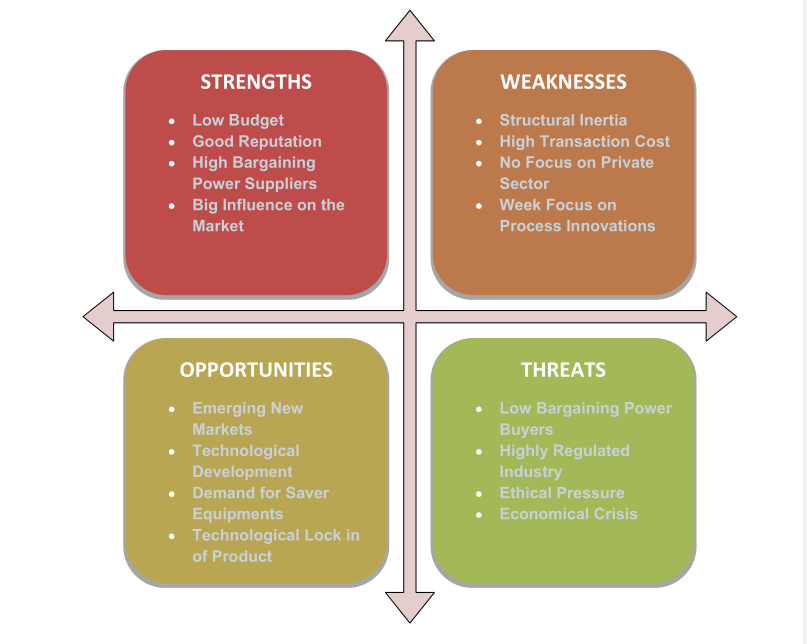 STRENGTHS
• Low Budget
• Good Reputation
• High Bargaining
Power Suppliers
• Big Influence on the
Market
WEAKNESSES
• Structural Inertia
• High Transaction Cost
• No Focus on Private
Sector
• Week Focus on
Process Innovations
OPPORTUNITIES
• Emerging New
Markets
• Technological
Development
• Demand for Saver
Equipments
• Technological Lock in
of Product
THREATS
• Low Bargaining Power
Buyers
• Highly Regulated
Industry
• Ethical Pressure
• Economical Crisis